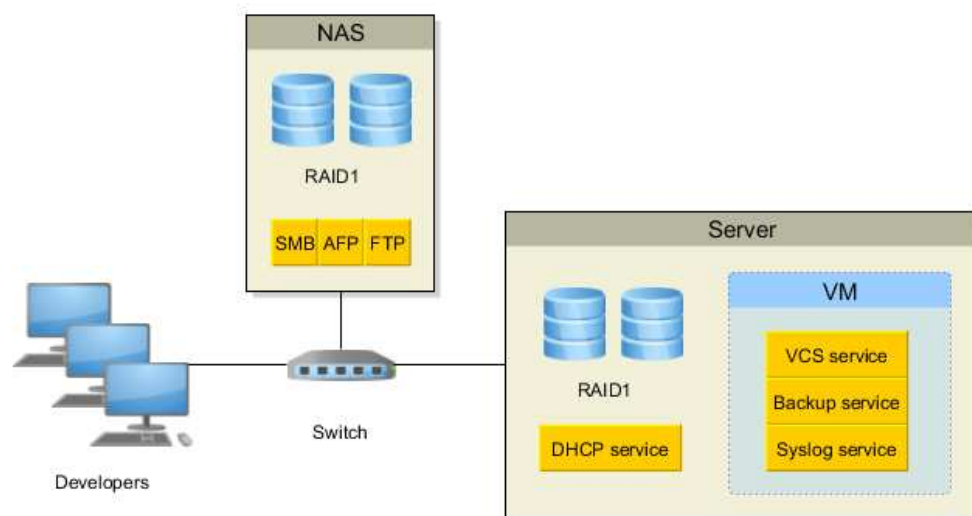 NAS
RAID1
SMB AFP FTP
Server
VM
RAID1
VCS service
Backup service
Syslog service
DHCP service
Switch
Developers